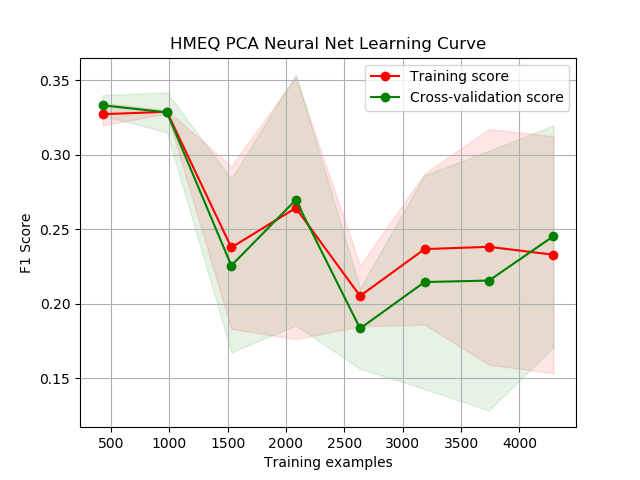 HMEQ PCA Neural Net Learning Curve
Training score
Cross-validation score
F1 Score
0.35
0.30
0.25
0.20
0.15
500 1000 1500 2000 2500 3000 3500 4000
Training examples